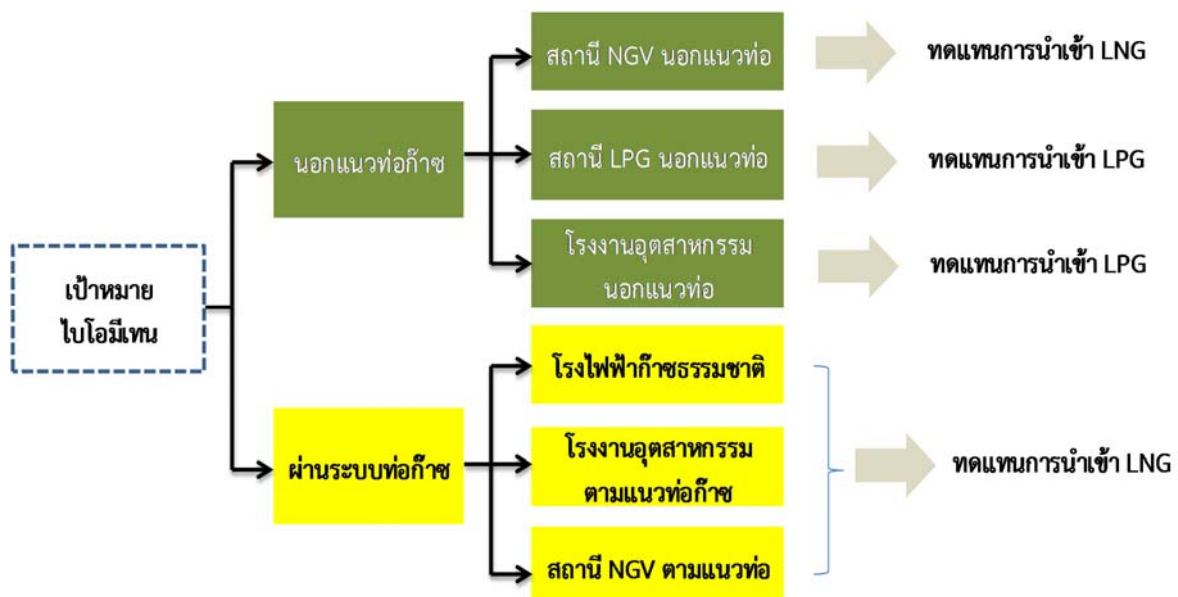 สถานี NGV นอกแนวท่อ
ทดแทนการนำเข้า LNG
นอกแนวท่อก๊าซ
สถานี LPG นอกแนวท่อ
ทดแทนการนำเข้า LPG
โรงงานอุตสาหกรรม
นอกแนวท่อ
ทดแทนการนำเข้า LPG
เป้าหมาย
ไบโอมีเทน
โรงไฟฟ้าก๊าซธรรมชาติ
ผ่านระบบท่อก๊าซ
โรงงานอุตสาหกรรม
ตามแนวท่อก๊าซ
ทดแทนการนำเข้า LNG
สถานี NGV ตามแนวท่อ